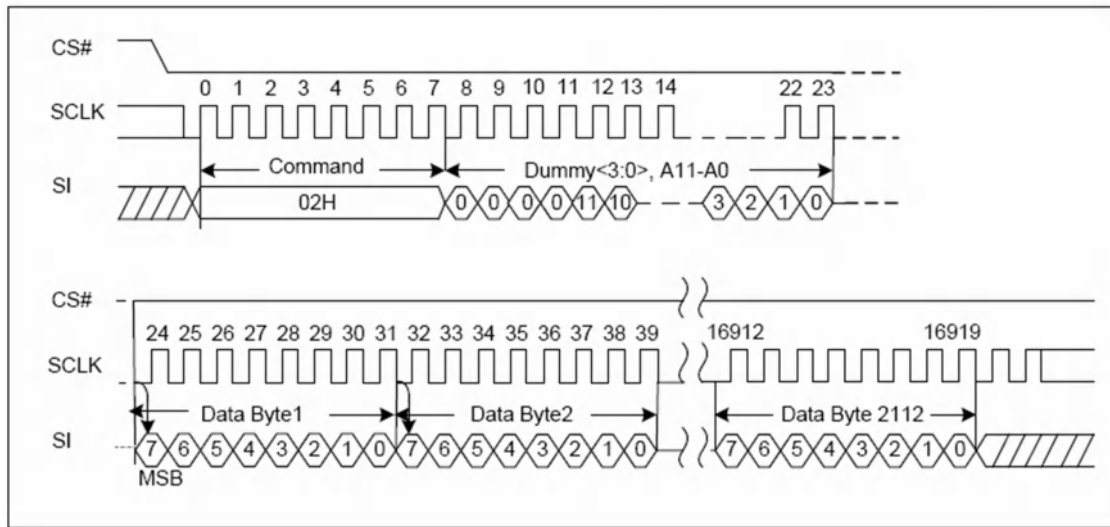 CS#
0 1 2 3 4 5 6 7 8 9 10 11 12 13 14 22 23
SCLK
Command Dummy<3:0>, A11-A0
SI
02H 0 0 0 0 11 10 3 2 1 0
CS#
24 25 26 27 28 29 30 31 32 33 34 35 36 37 38 39 16912 16919
SCLK
Data Byte1 Data Byte2 Data Byte 2112
SI 7 6 5 4 3 2 1 0 7 6 5 4 3 2 1 0 7 6 5 4 3 2 1 0
MSB